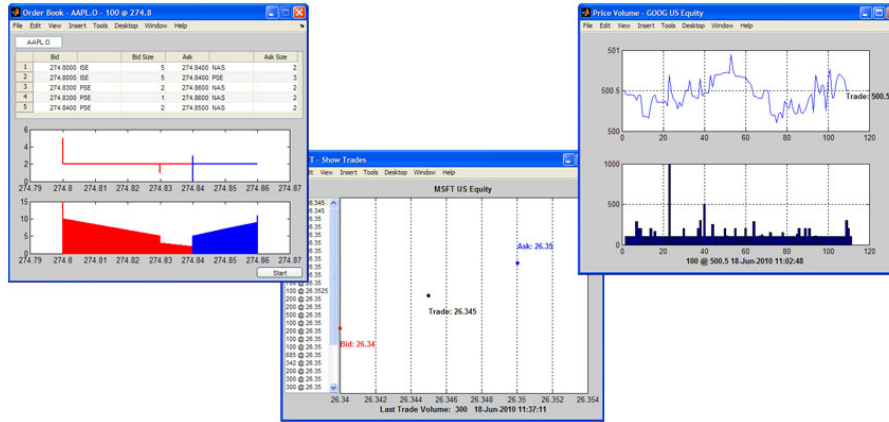 Order Book - AAPL.O - 100 @ 274.8
File Edit View Insert Tools Desktop Window Help
AAPL.O
Bid Bid Size Ask Ask Size
1 274.8000 ISE 5 274.8400 NAS 2
2 274.8000 ISE 5 274.8400 PSE 3
3 274.8300 PSE 2 274.8600 NAS 2
4 274.8300 PSE 1 274.8600 NAS 2
5 274.8400 PSE 2 274.8500 NAS 2
6
4
2
0
274.79 274.8 274.81 274.82 274.83 274.84 274.85 274.86 274.87
15
10
5
0
274.79 274.8 274.81 274.82 274.83 274.84 274.85 274.86 274.87
Start
FT - Show Trades
View Insert Tools Desktop Window Help
MSFT US Equity
26.345
100 @ 26.35
200 @ 26.3525
100 @ 26.35
200 @ 26.35
300 @ 26.35
100 @ 26.35
100 @ 26.35
685 @ 26.35
342 @ 26.35
200 @ 26.35
200 @ 26.35
300 @ 26.35
Ask: 26.35
Trade: 26.345
Bid: 26.34
26.34 26.342 26.344 26.346 26.348 26.35 26.352 26.354
Last Trade Volume: 300 18-Jun-2010 11:37:11
Price Volume - GOOG US Equity
File Edit View Insert Tools Desktop Window Help
501
500.5
500
Trade: 500.5
0 20 40 60 80 100 120
1000
500
0
0 20 40 60 80 100 120
100 @ 500.5 18-Jun-2010 11:02:48